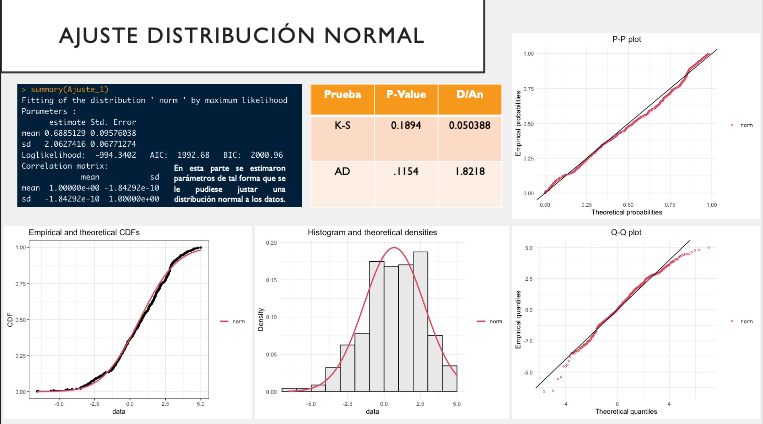 AJUSTE DISTRIBUCIÓN NORMAL
> summary(Ajuste_1)
Fitting of the distribution ' norm ' by maximum likelihood
Parameters :
estimate Std. Error
mean 0.6885129 0.09576038
sd 2.0627416 0.06771274
Loglikelihood: -994.3402 AIC: 1992.68 BIC: 2000.96
Correlation matrix:
mean sd
mean 1.00000e+00 -1.84292e-10
sd -1.84292e-10 1.00000e+00
En esta parte se estimaron
parámetros de tal forma que se
le pudiese justar una
distribución normal a los datos.
Prueba P-Value D/An
K-S 0.1894 0.050388
AD .1154 1.8218
P-P plot
Empirical probabilities
1.00
0.75
0.50
0.25
0.00
0.00 0.25 0.50 0.75 1.00
Theoretical probabilities
norm
Empirical and theoretical CDFs
CDF
1.00
0.75
0.50
0.25
0.00
-5.0 -2.5 0.0 2.5 5.0
data
norm
Histogram and theoretical densities
Density
0.20
0.15
0.10
0.05
0.00
-5.0 -2.5 0.0 2.5 5.0
data
norm
Q-Q plot
Empirical quantiles
5.0
2.5
0.0
-2.5
-5.0
-4 0 4
Theoretical quantiles
norm